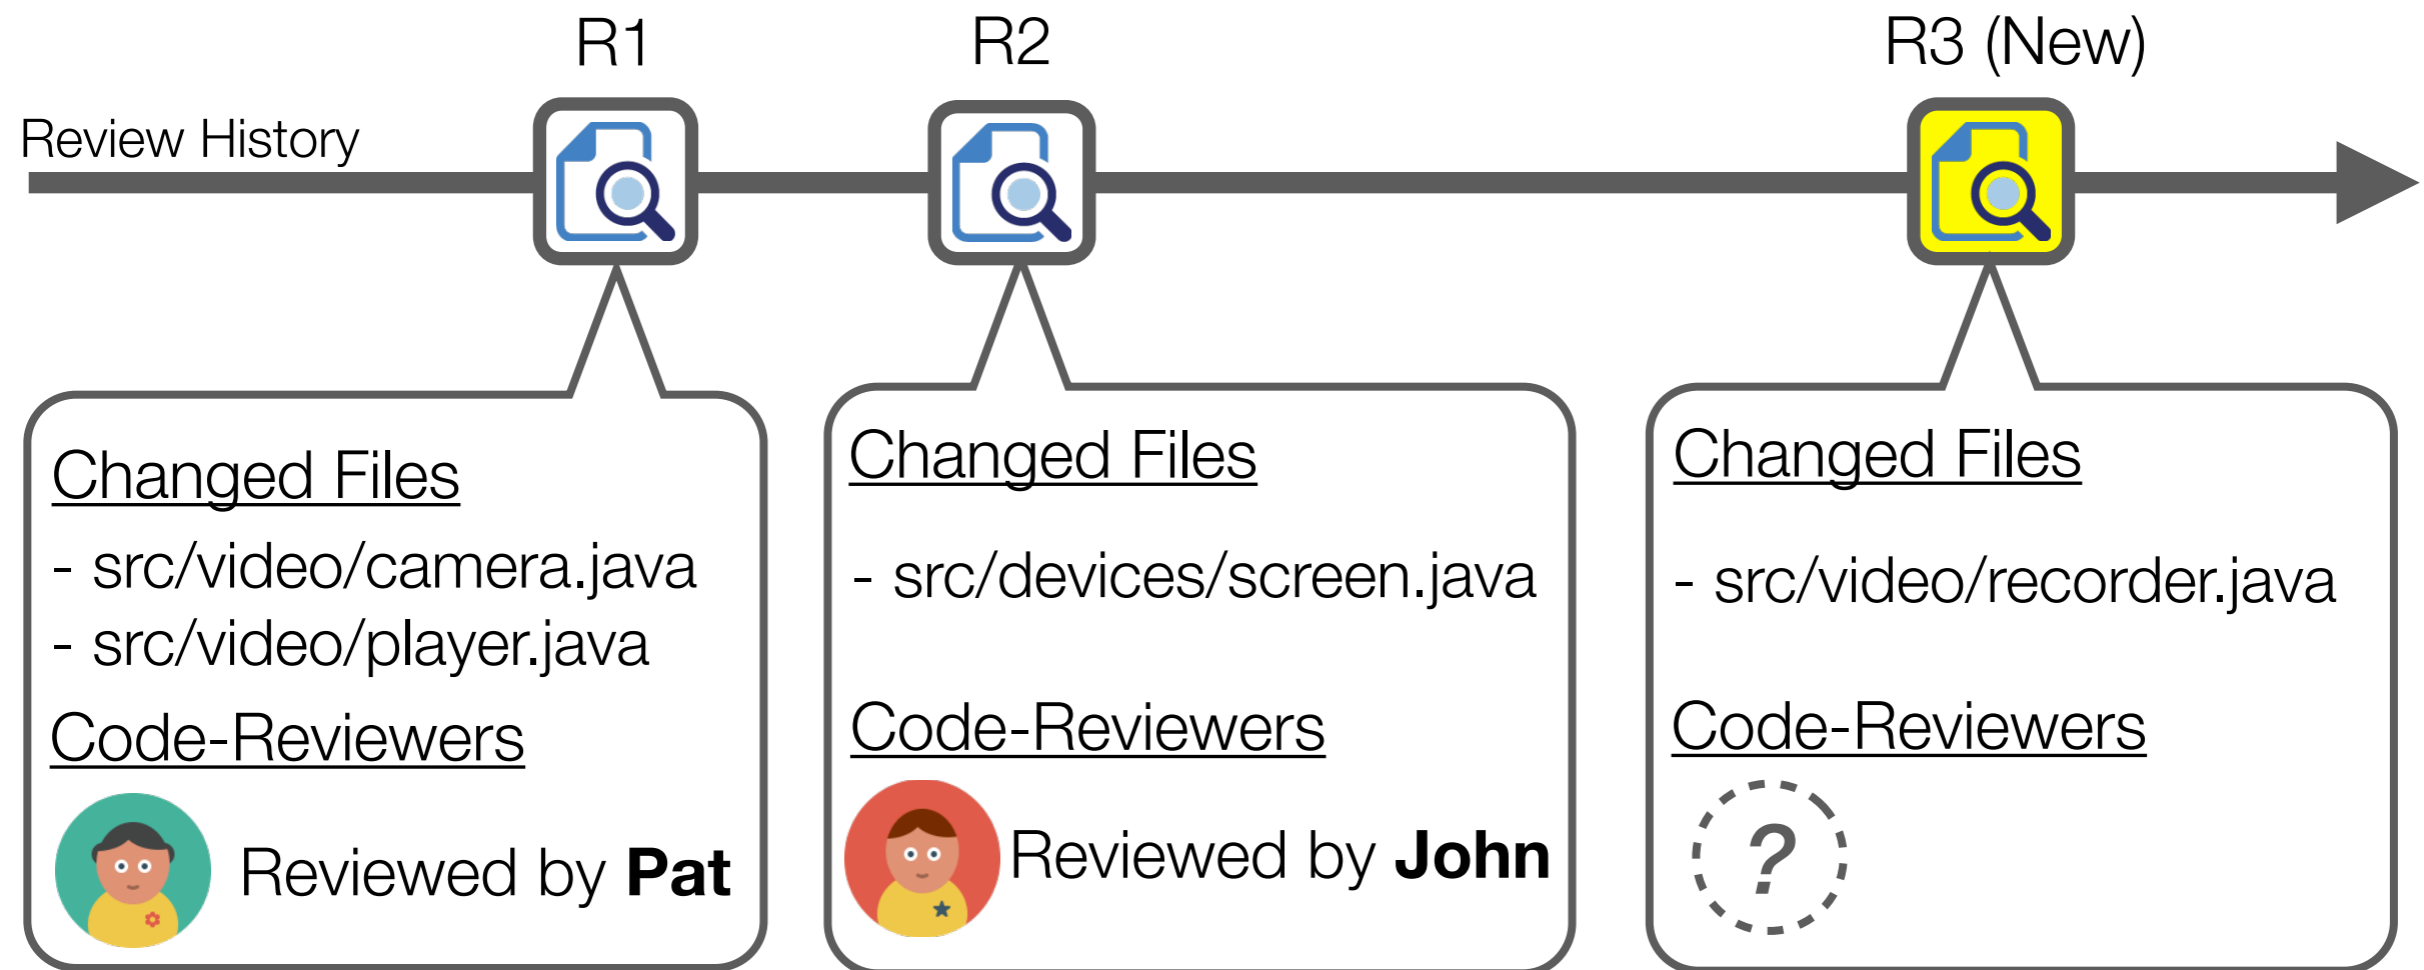 R1
R2
R3 (New)
Review History
Changed Files
- src/video/camera.java
- src/video/player.java
Code-Reviewers
Reviewed by Pat
Changed Files
- src/devices/screen.java
Code-Reviewers
Reviewed by John
Changed Files
- src/video/recorder.java
Code-Reviewers
?